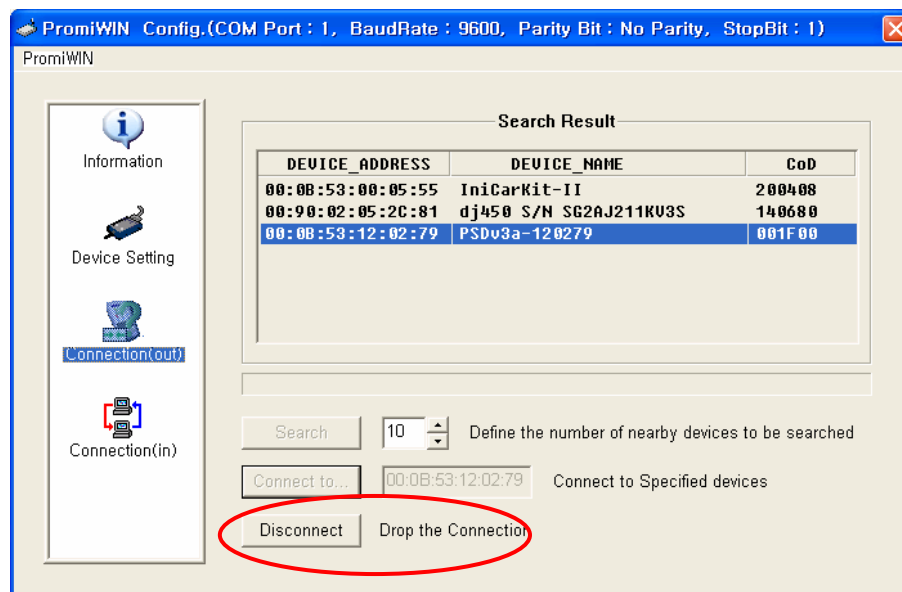 PromiWIN Config.(COM Port : 1, BaudRate : 9600, Parity Bit : No Parity, StopBit : 1)
PromiWIN
Information
Device Setting
Connection(out)
Connection(in)
Search Result
DEVICE_ADDRESS DEVICE_NAME CoD
00:0B:53:00:05:55 IniCarKit-II 200408
00:90:02:05:2C:81 dj450 S/N SG2AJ211KV3S 140680
00:0B:53:12:02:79 PSDv3a-120279 001F00
Search 10 Define the number of nearby devices to be searched
Connect to... 00:0B:53:12:02:79 Connect to Specified devices
Disconnect Drop the Connection